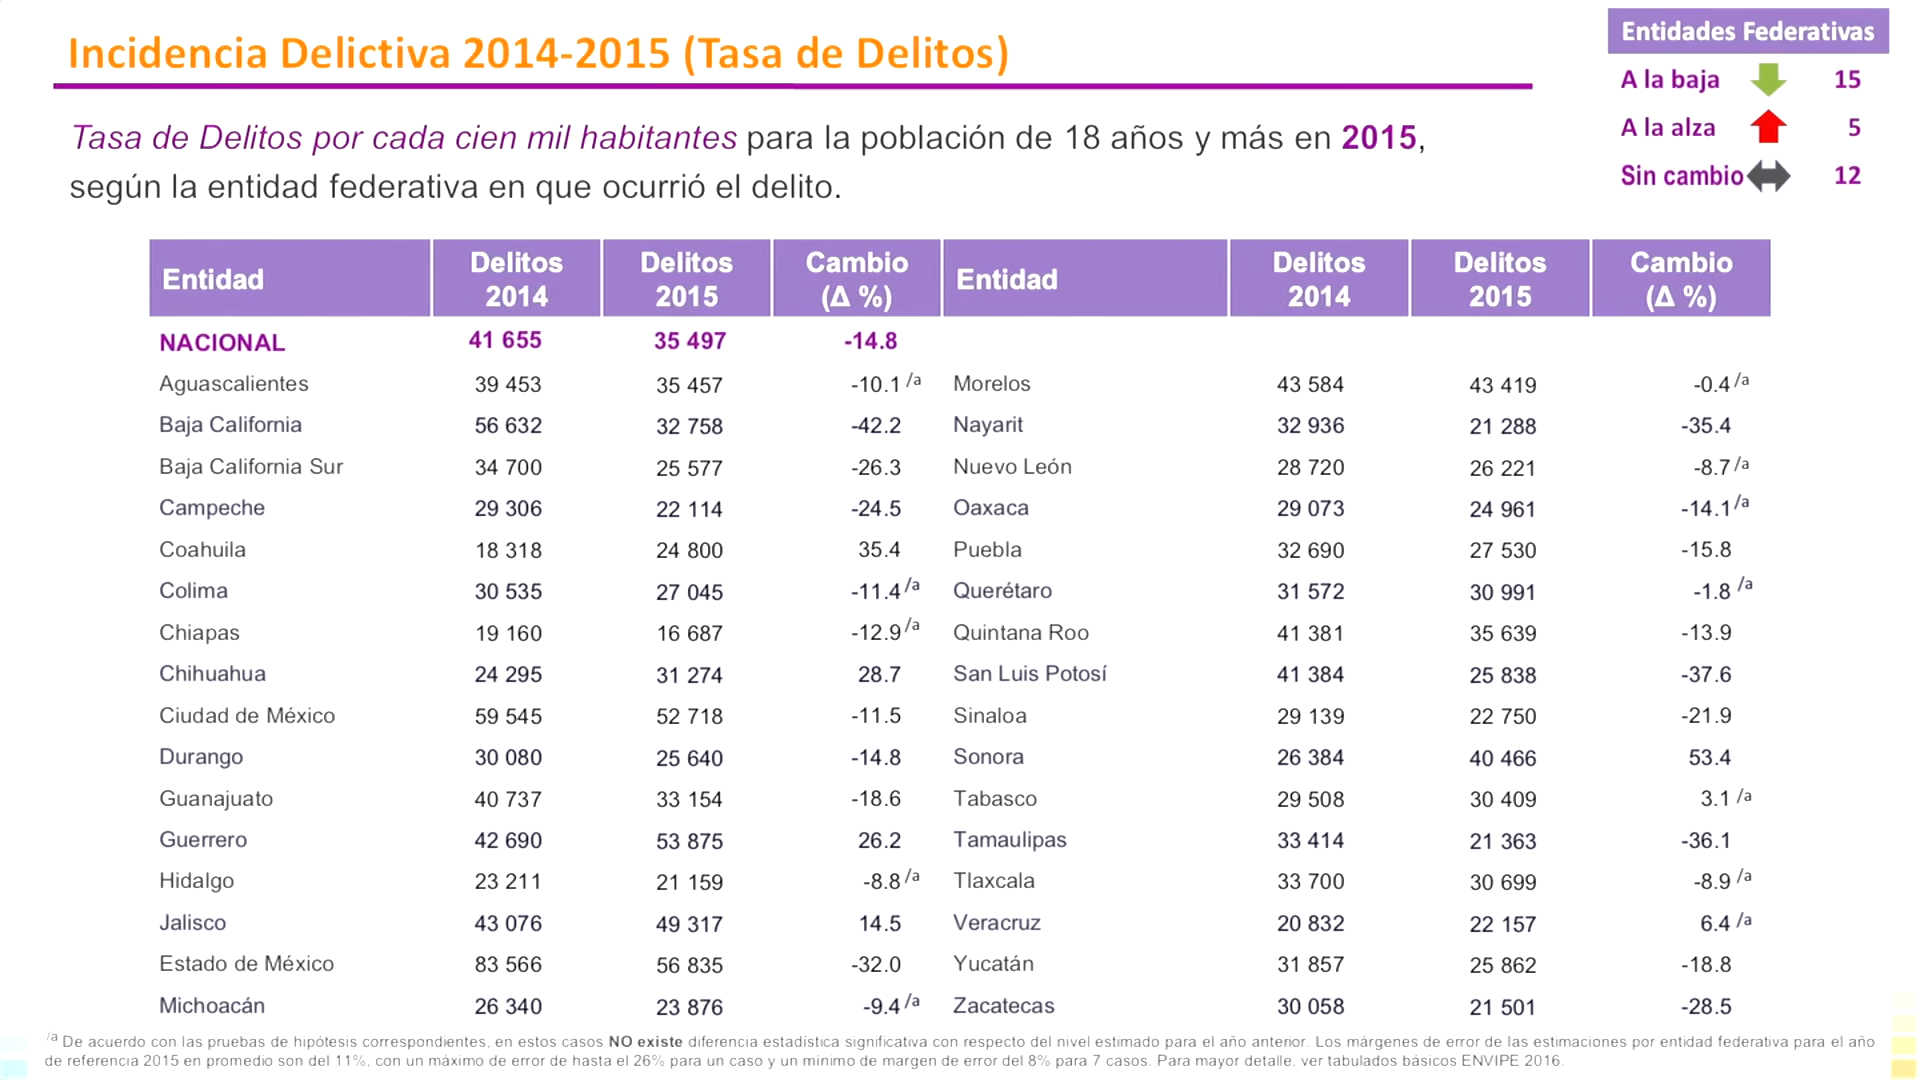 Incidencia Delictiva 2014-2015 (Tasa de Delitos)
Entidades Federativas
A la baja 15
A la alza 5
Sin cambio 12
Tasa de Delitos por cada cien mil habitantes para la población de 18 años y más en 2015,
según la entidad federativa en que ocurrió el delito.
Entidad Delitos 2014 Delitos 2015 Cambio (Δ %) Entidad Delitos 2014 Delitos 2015 Cambio (Δ %)
NACIONAL 41 655 35 497 -14.8
Aguascalientes 39 453 35 457 -10.1 /a Morelos 43 584 43 419 -0.4 /a
Baja California 56 632 32 758 -42.2 Nayarit 32 936 21 288 -35.4
Baja California Sur 34 700 25 577 -26.3 Nuevo León 28 720 26 221 -8.7 /a
Campeche 29 306 22 114 -24.5 Oaxaca 29 073 24 961 -14.1 /a
Coahuila 18 318 24 800 35.4 Puebla 32 690 27 530 -15.8
Colima 30 535 27 045 -11.4 /a Querétaro 31 572 30 991 -1.8 /a
Chiapas 19 160 16 687 -12.9 /a Quintana Roo 41 381 35 639 -13.9
Chihuahua 24 295 31 274 28.7 San Luis Potosí 41 384 25 838 -37.6
Ciudad de México 59 545 52 718 -11.5 Sinaloa 29 139 22 750 -21.9
Durango 30 080 25 640 -14.8 Sonora 26 384 40 466 53.4
Guanajuato 40 737 33 154 -18.6 Tabasco 29 508 30 409 3.1 /a
Guerrero 42 690 53 875 26.2 Tamaulipas 33 414 21 363 -36.1
Hidalgo 23 211 21 159 -8.8 /a Tlaxcala 33 700 30 699 -8.9 /a
Jalisco 43 076 49 317 14.5 Veracruz 20 832 22 157 6.4 /a
Estado de México 83 566 56 835 -32.0 Yucatán 31 857 25 862 -18.8
Michoacán 26 340 23 876 -9.4 /a Zacatecas 30 058 21 501 -28.5
/a De acuerdo con las pruebas de hipótesis correspondientes, en estos casos NO existe diferencia estadística significativa con respecto del nivel estimado para el año anterior. Los márgenes de error de las estimaciones por entidad federativa para el año
de referencia 2015 en promedio son del 11%, con un máximo de error de hasta el 26% para un caso y un mínimo de margen de error del 8% para 7 casos. Para mayor detalle, ver tabulados básicos ENVIPE 2016.